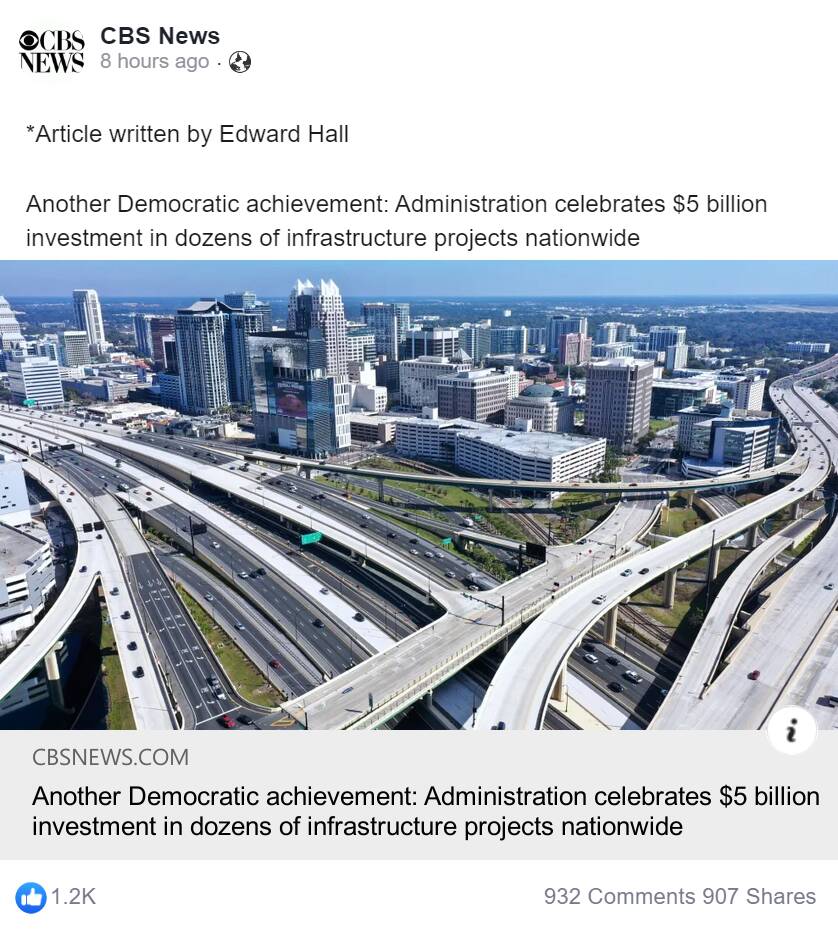 CBS NEWS
CBS News
8 hours ago ·
*Article written by Edward Hall
Another Democratic achievement: Administration celebrates $5 billion
investment in dozens of infrastructure projects nationwide
i
CBSNEWS.COM
Another Democratic achievement: Administration celebrates $5 billion
investment in dozens of infrastructure projects nationwide
1.2K
932 Comments 907 Shares